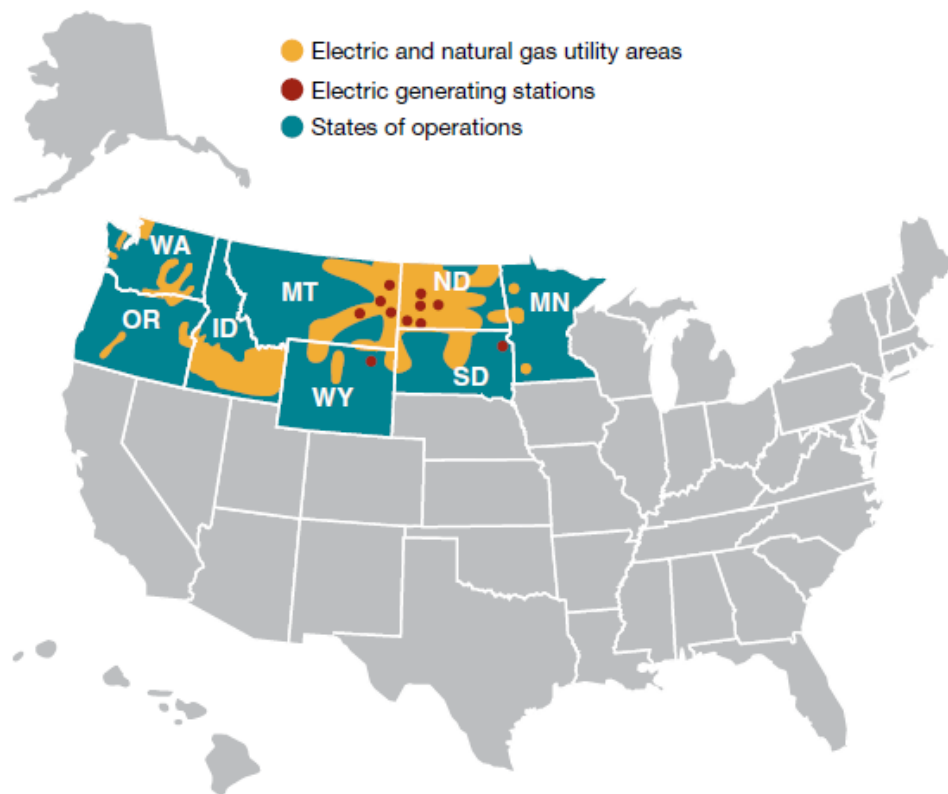 Electric and natural gas utility areas
Electric generating stations
States of operations
WA
MT
ND
MN
OR
ID
WY
SD